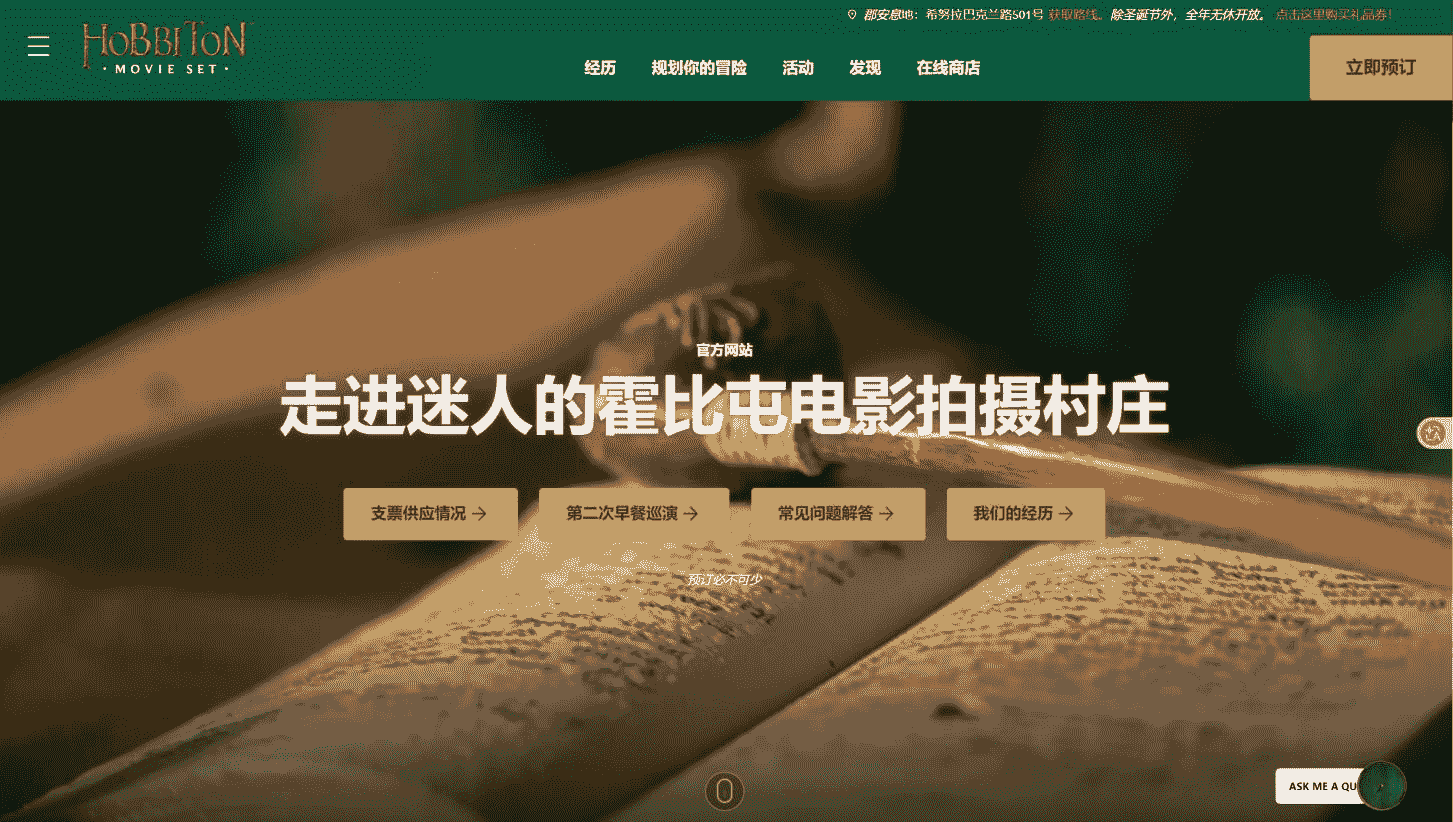 郡安息地：希努拉巴克兰路501号 获取路线。 除圣诞节外，全年无休开放。 点击这里购买礼品券！
HOBBITON
· MOVIE SET ·
经历 规划你的冒险 活动 发现 在线商店
立即预订
官方网站
走进迷人的霍比屯电影拍摄村庄
支票供应情况 → 第二次早餐巡演 → 常见问题解答 → 我们的经历 →
预订必不可少
ASK ME A QU